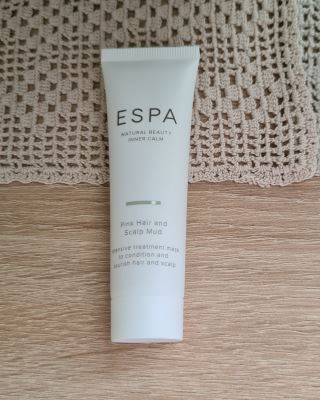 ESPA
NATURAL BEAUTY
INNER CALM
Pink Hair and
Scalp Mud
intensive treatment mask
to condition and
nourish hair and scalp